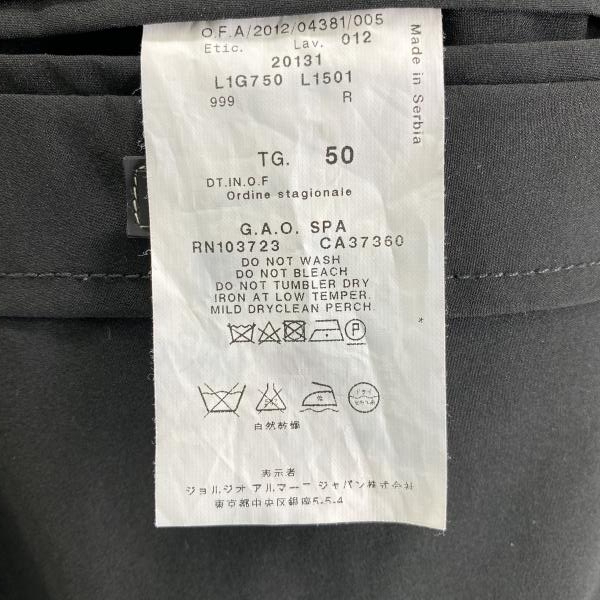 O.F.A/2012/04381/005
Etic. Lav. 012
20131
L1G750 L1501
999 R
Made in Serbia
TG. 50
DT.IN.O.F
Ordine stagionale
G.A.O. SPA
RN103723 CA37360
DO NOT WASH
DO NOT BLEACH
DO NOT TUMBLER DRY
IRON AT LOW TEMPER.
MILD DRYCLEAN PERCH.
P
ドライ
自然乾燥
表示者
ジョルジオ アルマーニ ジャパン株式会社
東京都中央区銀座5-5-4